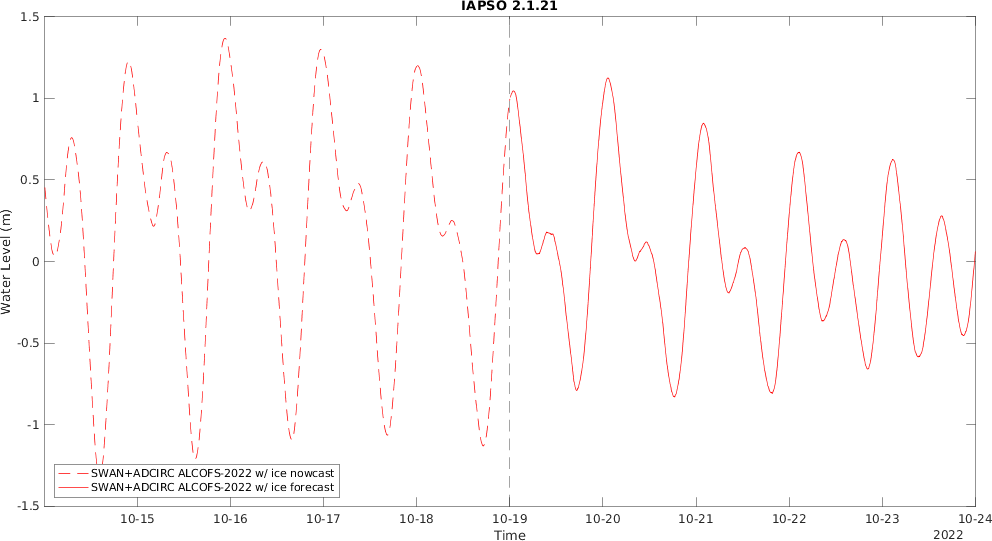 IAPSO 2.1.21
1.5
1
0.5
0
-0.5
-1
-1.5
Water Level (m)
SWAN+ADCIRC ALCOFS-2022 w/ ice nowcast
SWAN+ADCIRC ALCOFS-2022 w/ ice forecast
10-15 10-16 10-17 10-18 10-19 10-20 10-21 10-22 10-23 10-24
Time
2022